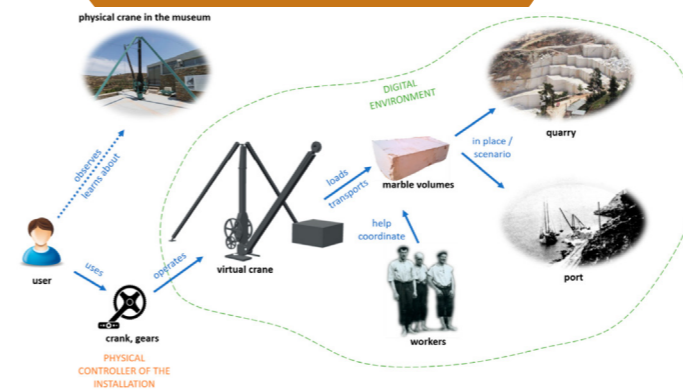 physical crane in the museum
DIGITAL
ENVIRONMENT
quarry
observes
learns about
in place /
scenario
loads
transports
marble volumes
help
coordinate
user
uses
operates
virtual crane
port
crank, gears
workers
PHYSICAL
CONTROLLER OF THE
INSTALLATION